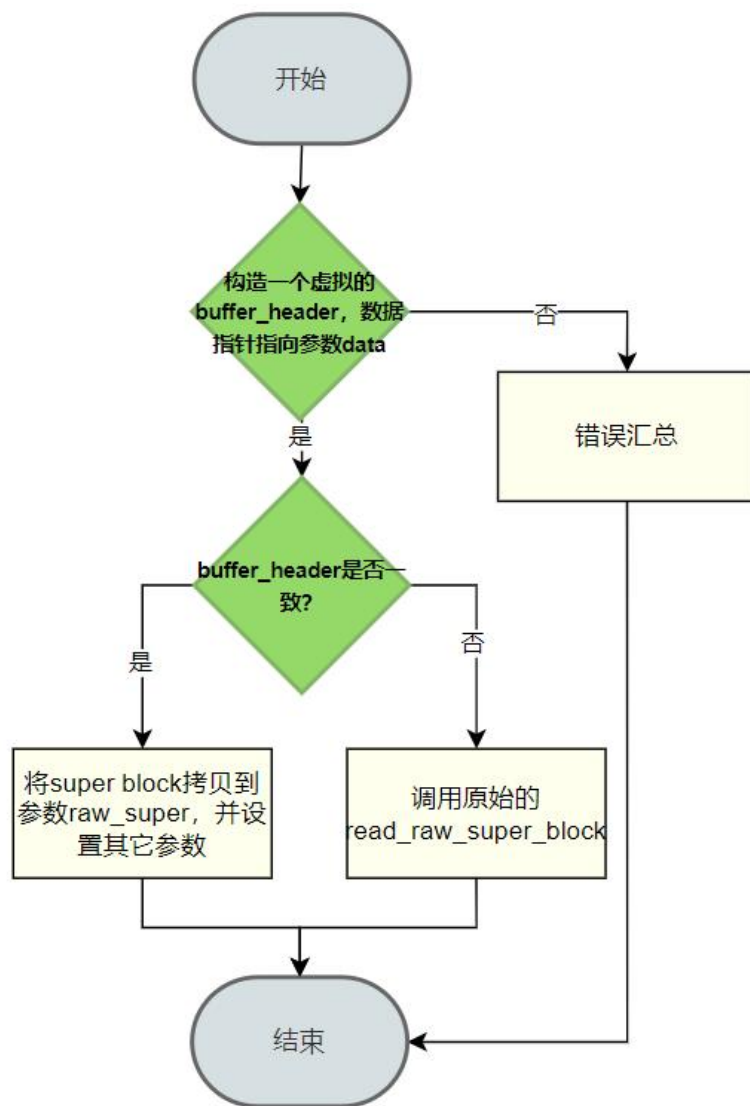 开始
构造一个虚拟的
buffer_header，数据
指针指向参数data
否
错误汇总
是
buffer_header是否一
致？
是
否
将super block拷贝到
参数raw_super，并设
置其它参数
调用原始的
read_raw_super_block
结束